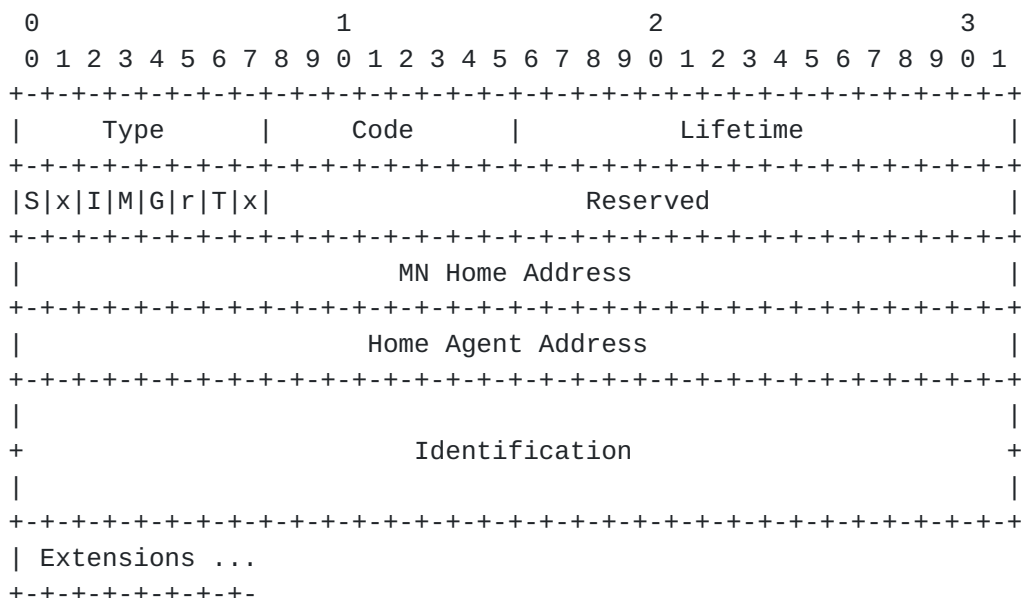 0                   1                   2                   3
 0 1 2 3 4 5 6 7 8 9 0 1 2 3 4 5 6 7 8 9 0 1 2 3 4 5 6 7 8 9 0 1
+-+-+-+-+-+-+-+-+-+-+-+-+-+-+-+-+-+-+-+-+-+-+-+-+-+-+-+-+-+-+-+-+
|     Type      |     Code      |          Lifetime             |
+-+-+-+-+-+-+-+-+-+-+-+-+-+-+-+-+-+-+-+-+-+-+-+-+-+-+-+-+-+-+-+-+
|S|x|I|M|G|r|T|x|                    Reserved                   |
+-+-+-+-+-+-+-+-+-+-+-+-+-+-+-+-+-+-+-+-+-+-+-+-+-+-+-+-+-+-+-+-+
|                        MN Home Address                        |
+-+-+-+-+-+-+-+-+-+-+-+-+-+-+-+-+-+-+-+-+-+-+-+-+-+-+-+-+-+-+-+-+
|                      Home Agent Address                       |
+-+-+-+-+-+-+-+-+-+-+-+-+-+-+-+-+-+-+-+-+-+-+-+-+-+-+-+-+-+-+-+-+
|                                                               |
+                         Identification                        +
|                                                               |
+-+-+-+-+-+-+-+-+-+-+-+-+-+-+-+-+-+-+-+-+-+-+-+-+-+-+-+-+-+-+-+-+
| Extensions ...
+-+-+-+-+-+-+-+-